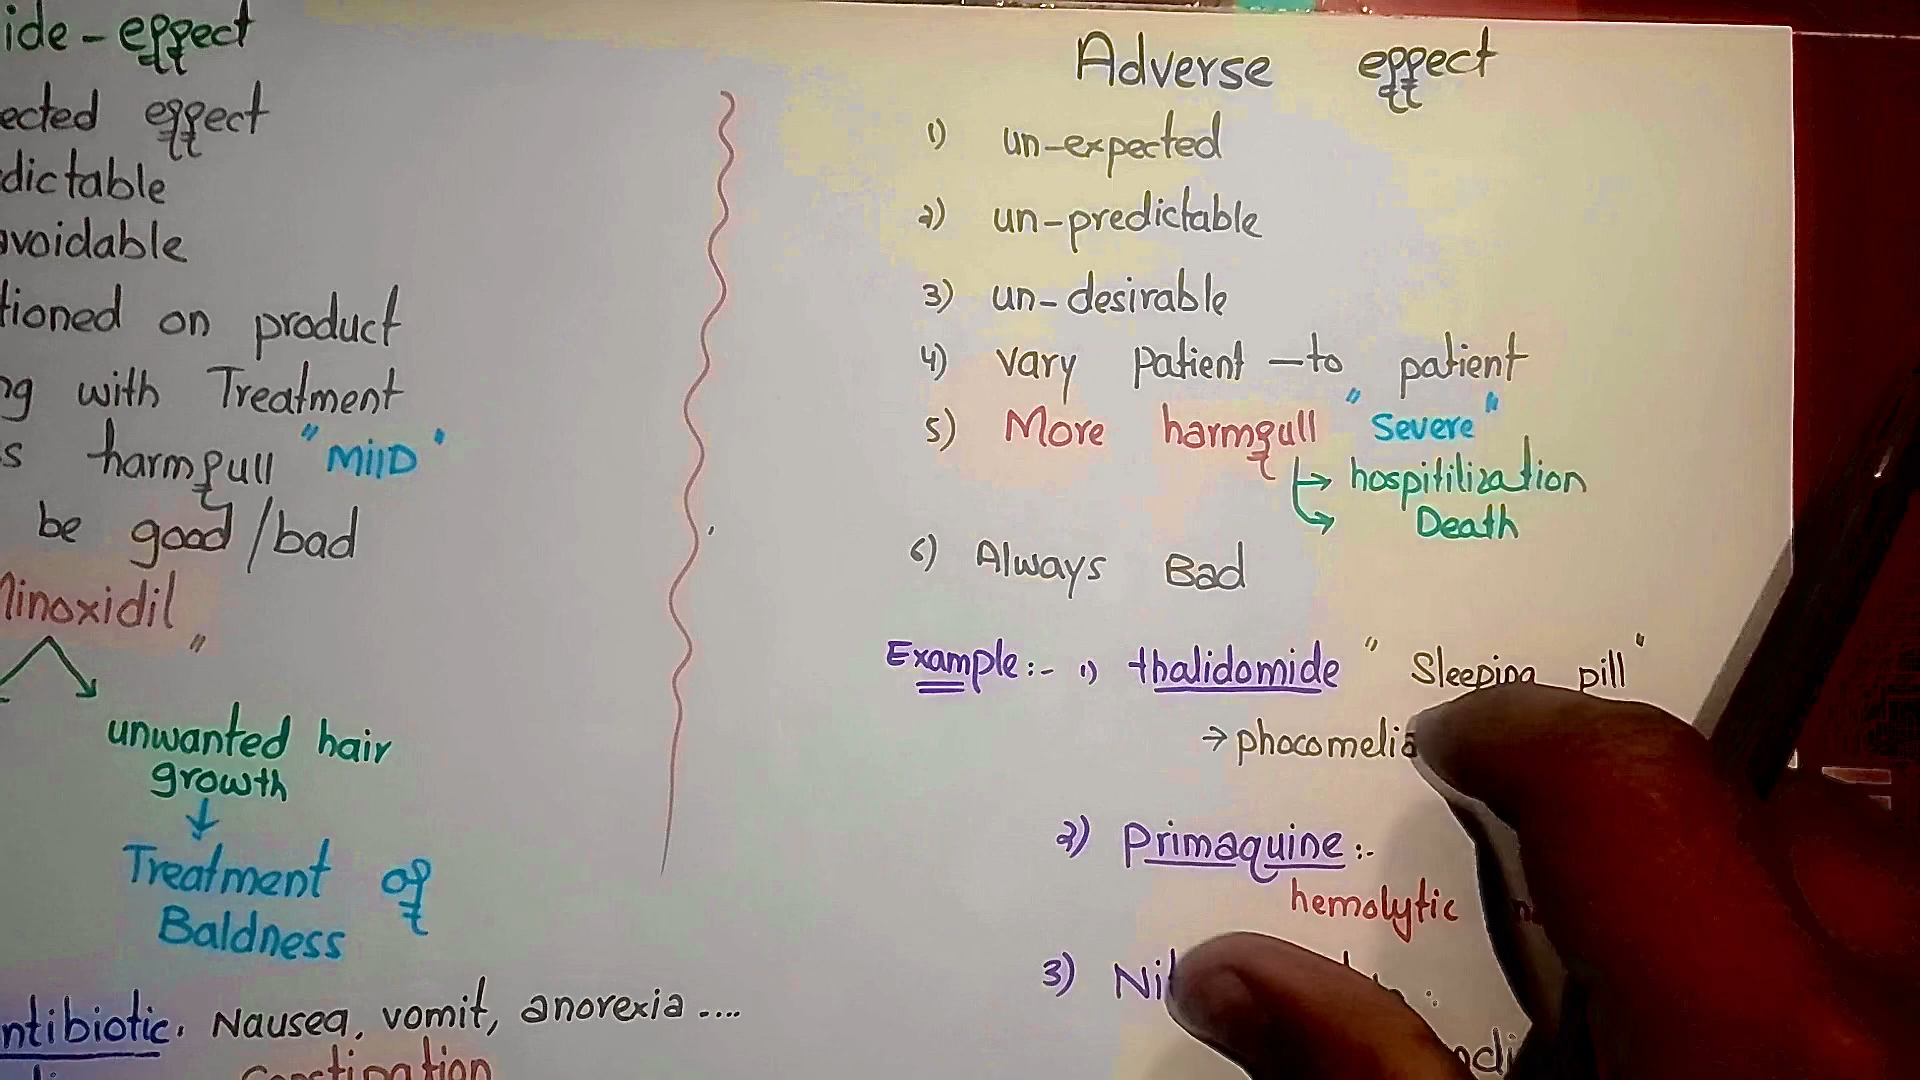 ide-effect
ected effect
dictable
avoidable
tioned on product
ng with Treatment
s harmfull "MilD"
be good/bad
Minoxidil"
unwanted hair
growth
Treatment of
Baldness
ntibiotic. Nausea, vomit, anorexia ....
Constipation
Adverse effect
1) un-expected
2) un-predictable
3) un-desirable
4) vary patient-to patient
5) More harmfull "Severe"
→ hospitilization
→ Death
6) Always Bad
Example:- 1) thalidomide "Sleeping pill"
→ phocomelia
2) Primaquine:-
hemolytic
3)